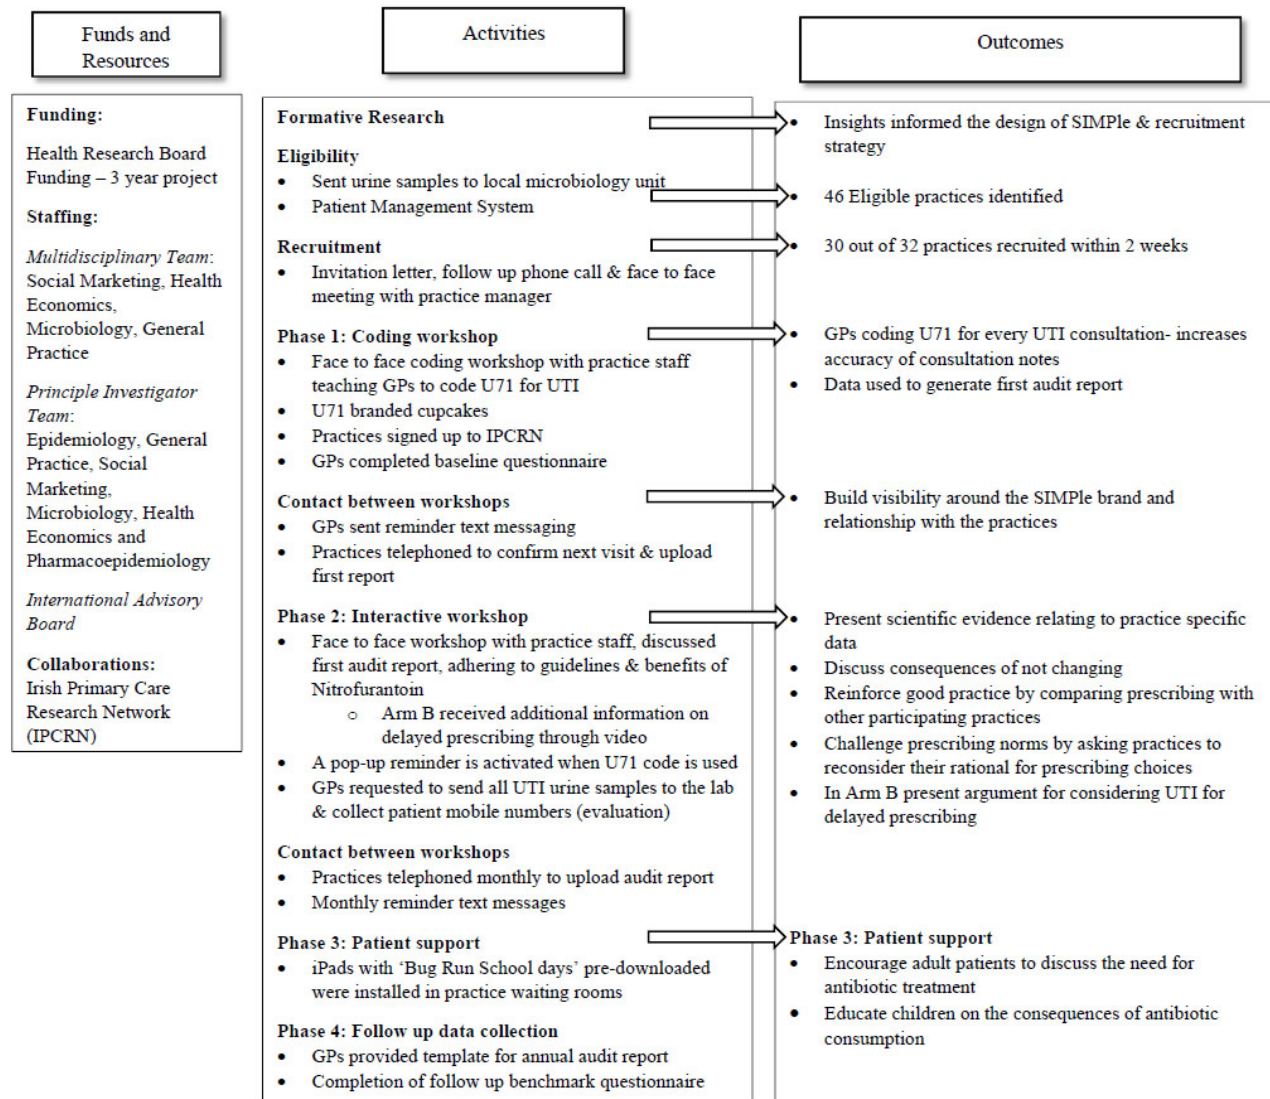 Funds and
Resources
Activities
Outcomes
Funding:
Health Research Board
Funding – 3 year project
Staffing:
Multidisciplinary Team:
Social Marketing, Health
Economics,
Microbiology, General
Practice
Principle Investigator
Team:
Epidemiology, General
Practice, Social
Marketing,
Microbiology, Health
Economics and
Pharmacoepidemiology
International Advisory
Board
Collaborations:
Irish Primary Care
Research Network
(IPCRN)
Formative Research
Eligibility
• Sent urine samples to local microbiology unit
• Patient Management System
Recruitment
• Invitation letter, follow up phone call & face to face
meeting with practice manager
Phase 1: Coding workshop
• Face to face coding workshop with practice staff
teaching GPs to code U71 for UTI
• U71 branded cupcakes
• Practices signed up to IPCRN
• GPs completed baseline questionnaire
Contact between workshops
• GPs sent reminder text messaging
• Practices telephoned to confirm next visit & upload
first report
Phase 2: Interactive workshop
• Face to face workshop with practice staff, discussed
first audit report, adhering to guidelines & benefits of
Nitrofurantoin
o Arm B received additional information on
delayed prescribing through video
• A pop-up reminder is activated when U71 code is used
• GPs requested to send all UTI urine samples to the lab
& collect patient mobile numbers (evaluation)
Contact between workshops
• Practices telephoned monthly to upload audit report
• Monthly reminder text messages
Phase 3: Patient support
• iPads with ‘Bug Run School days’ pre-downloaded
were installed in practice waiting rooms
Phase 4: Follow up data collection
• GPs provided template for annual audit report
• Completion of follow up benchmark questionnaire
• Insights informed the design of SIMPle & recruitment
strategy
• 46 Eligible practices identified
• 30 out of 32 practices recruited within 2 weeks
• GPs coding U71 for every UTI consultation- increases
accuracy of consultation notes
• Data used to generate first audit report
• Build visibility around the SIMPle brand and
relationship with the practices
• Present scientific evidence relating to practice specific
data
• Discuss consequences of not changing
• Reinforce good practice by comparing prescribing with
other participating practices
• Challenge prescribing norms by asking practices to
reconsider their rational for prescribing choices
• In Arm B present argument for considering UTI for
delayed prescribing
Phase 3: Patient support
• Encourage adult patients to discuss the need for
antibiotic treatment
• Educate children on the consequences of antibiotic
consumption